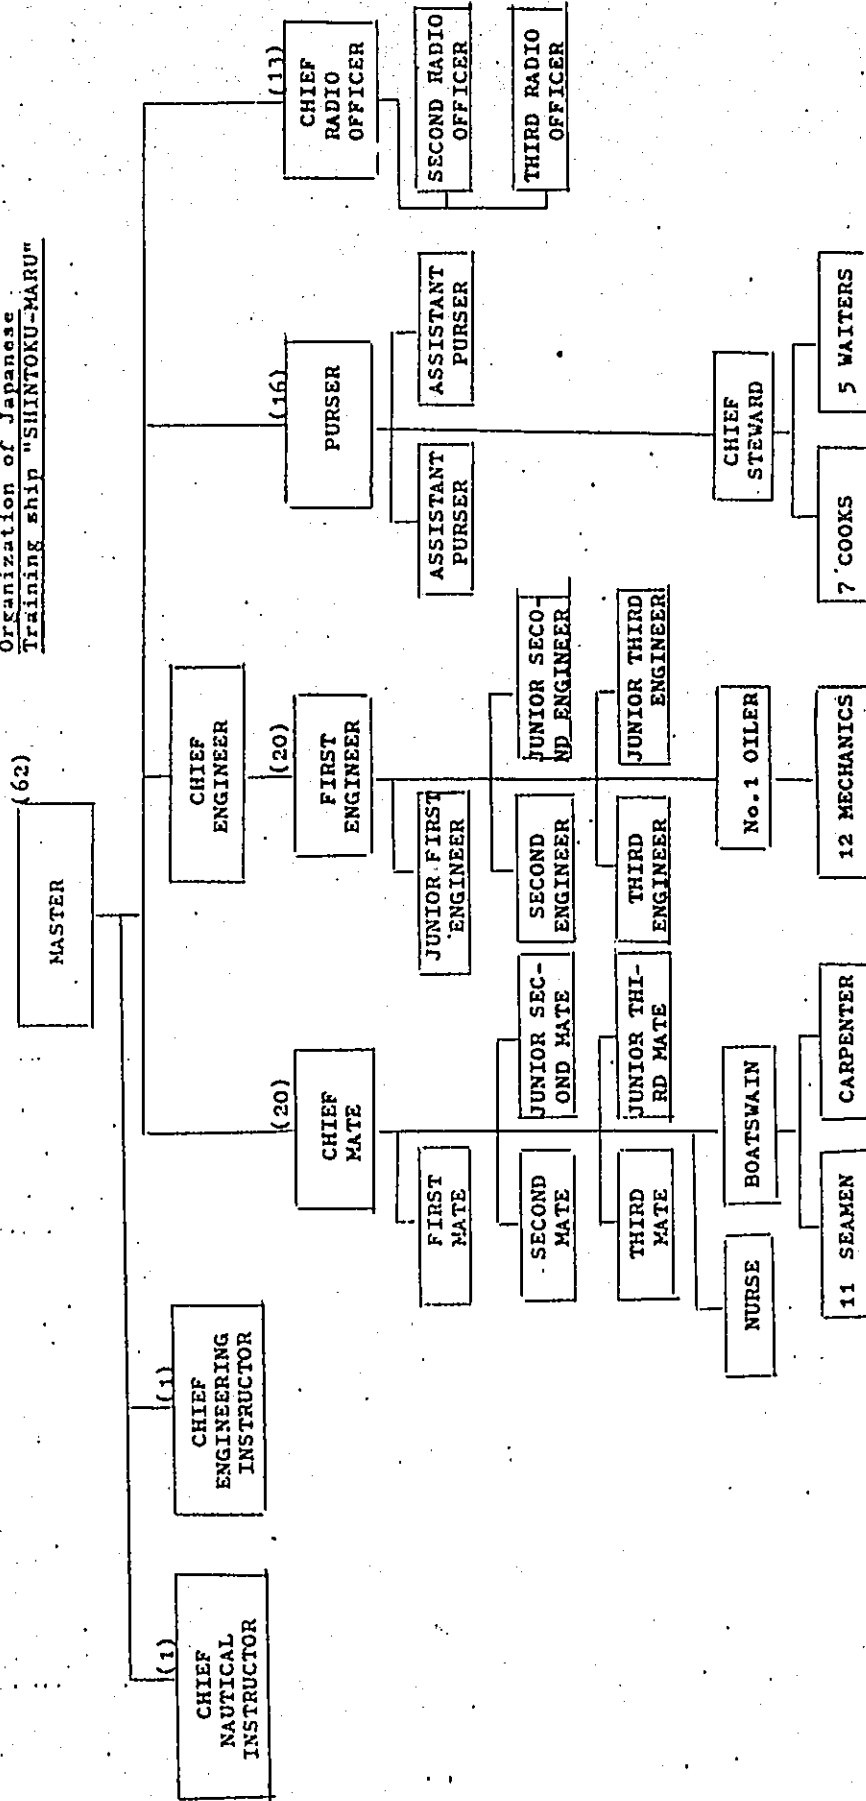 Organization of Japanese
Training ship "SHINTOKU-MARU"
(62)
MASTER
(1)
CHIEF
NAUTICAL
INSTRUCTOR
(1)
CHIEF
ENGINEERING
INSTRUCTOR
(20)
CHIEF
MATE
FIRST
MATE
SECOND
MATE
JUNIOR SEC-
OND MATE
THIRD
MATE
JUNIOR THI-
RD MATE
NURSE
BOATSWAIN
11 SEAMEN
CARPENTER
CHIEF
ENGINEER
(20)
FIRST
ENGINEER
JUNIOR FIRST
ENGINEER
SECOND
ENGINEER
JUNIOR SECO-
ND ENGINEER
THIRD
ENGINEER
JUNIOR THIRD
ENGINEER
No.1 OILER
12 MECHANICS
(16)
PURSER
ASSISTANT
PURSER
ASSISTANT
PURSER
CHIEF
STEWARD
7 COOKS
5 WAITERS
(13)
CHIEF
RADIO
OFFICER
SECOND RADIO
OFFICER
THIRD RADIO
OFFICER